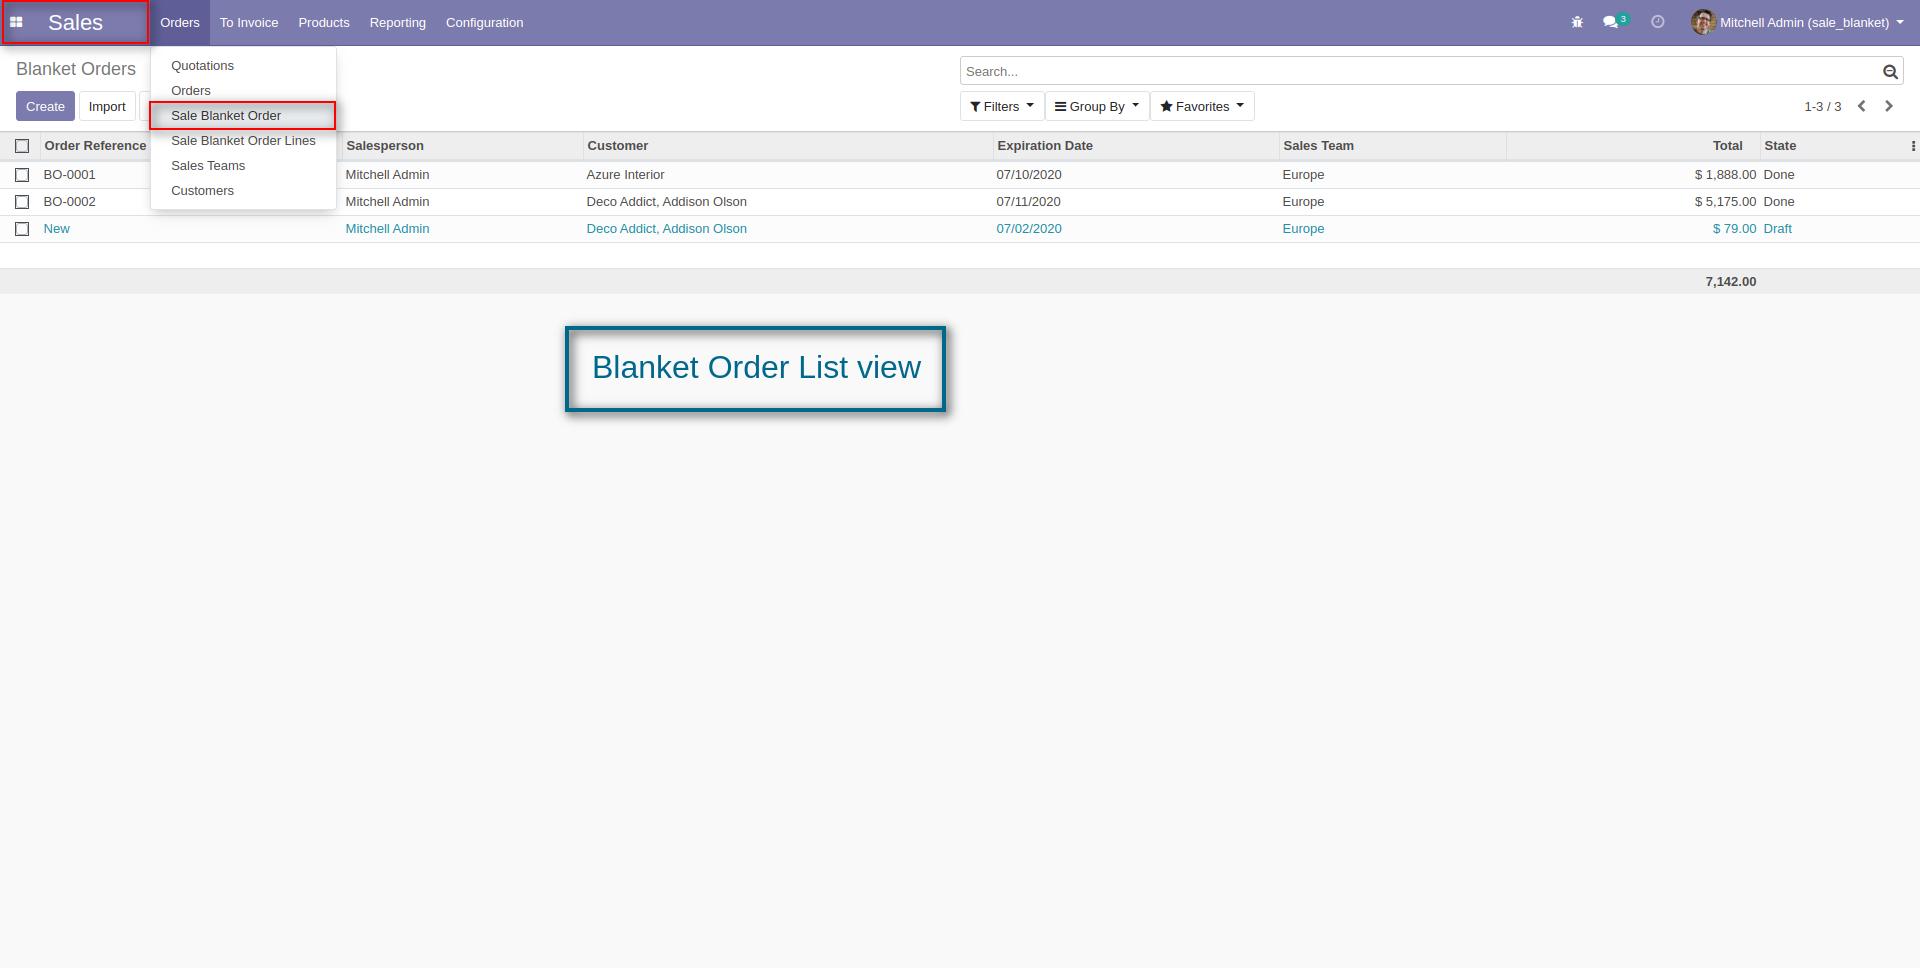 Sales Orders To Invoice Products Reporting Configuration 3 Mitchell Admin (sale_blanket)
Blanket Orders Search...
Create Import Filters Group By Favorites 1-3 / 3
Quotations
Orders
Sale Blanket Order
Sale Blanket Order Lines
Sales Teams
Customers
Order Reference Salesperson Customer Expiration Date Sales Team Total State
BO-0001 Mitchell Admin Azure Interior 07/10/2020 Europe $ 1,888.00 Done
BO-0002 Mitchell Admin Deco Addict, Addison Olson 07/11/2020 Europe $ 5,175.00 Done
New Mitchell Admin Deco Addict, Addison Olson 07/02/2020 Europe $ 79.00 Draft
7,142.00
Blanket Order List view